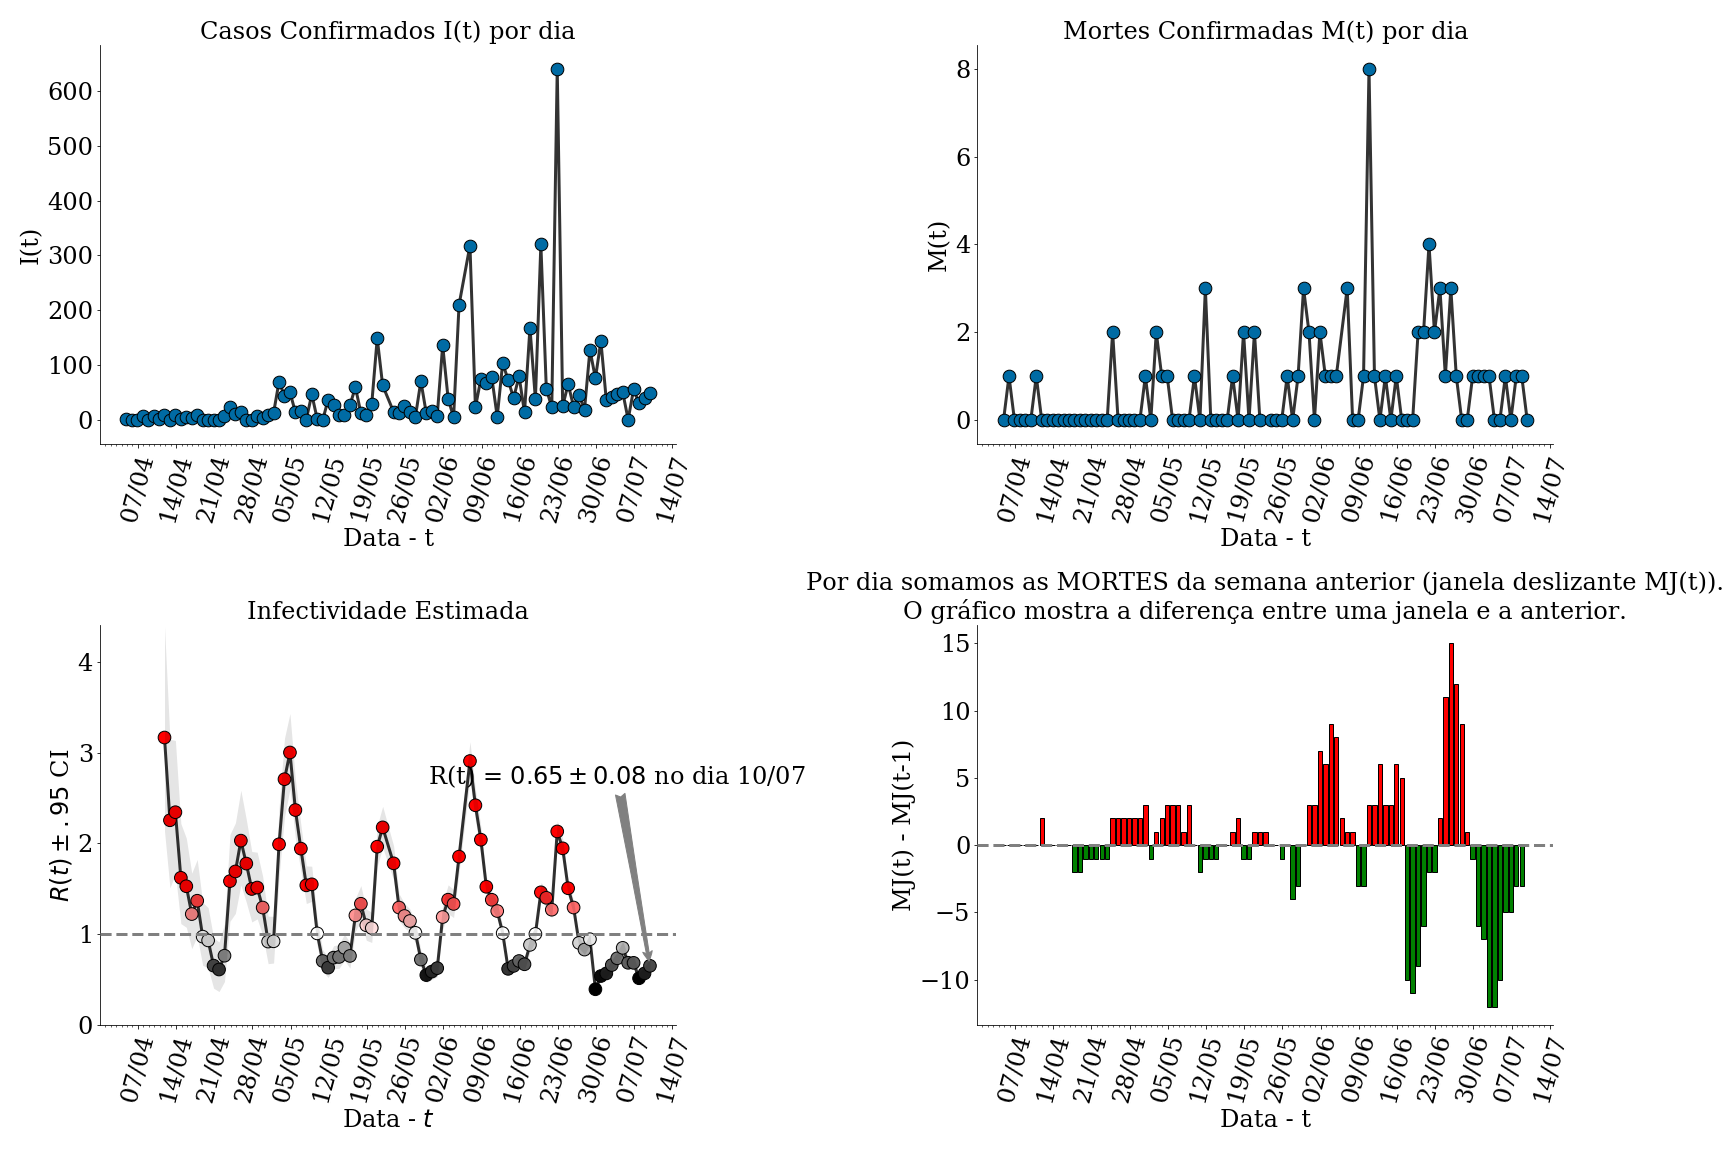 Casos Confirmados I(t) por dia
I(t)
600
500
400
300
200
100
0
07/04 14/04 21/04 28/04 05/05 12/05 19/05 26/05 02/06 09/06 16/06 23/06 30/06 07/07 14/07
Data - t
Mortes Confirmadas M(t) por dia
M(t)
8
6
4
2
0
07/04 14/04 21/04 28/04 05/05 12/05 19/05 26/05 02/06 09/06 16/06 23/06 30/06 07/07 14/07
Data - t
Infectividade Estimada
R(t) ± .95 CI
4
3
2
1
0
R(t) = 0.65 ± 0.08 no dia 10/07
07/04 14/04 21/04 28/04 05/05 12/05 19/05 26/05 02/06 09/06 16/06 23/06 30/06 07/07 14/07
Data - t
Por dia somamos as MORTES da semana anterior (janela deslizante MJ(t)).
O gráfico mostra a diferença entre uma janela e a anterior.
MJ(t) - MJ(t-1)
15
10
5
0
−5
−10
07/04 14/04 21/04 28/04 05/05 12/05 19/05 26/05 02/06 09/06 16/06 23/06 30/06 07/07 14/07
Data - t